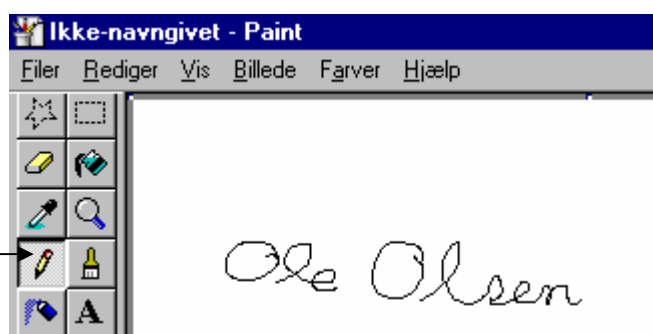 Ikke-navngivet - Paint
Filer Rediger Vis Billede Farver Hjælp
A
Ole Olsen